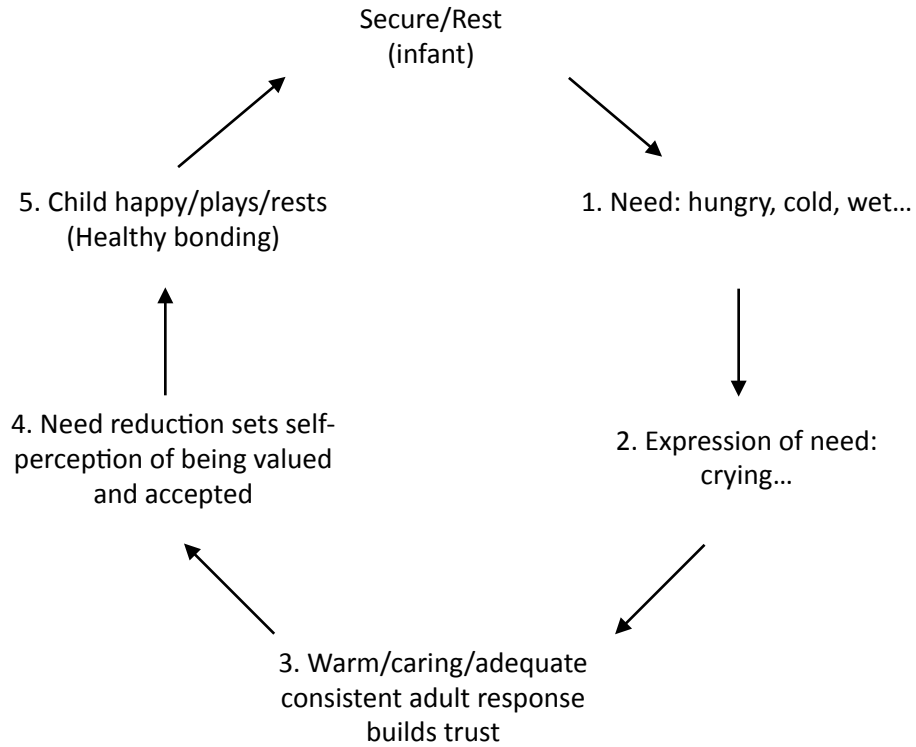 Secure/Rest
(infant)
1. Need: hungry, cold, wet…
2. Expression of need:
crying…
3. Warm/caring/adequate
consistent adult response
builds trust
4. Need reduction sets self-
perception of being valued
and accepted
5. Child happy/plays/rests
(Healthy bonding)